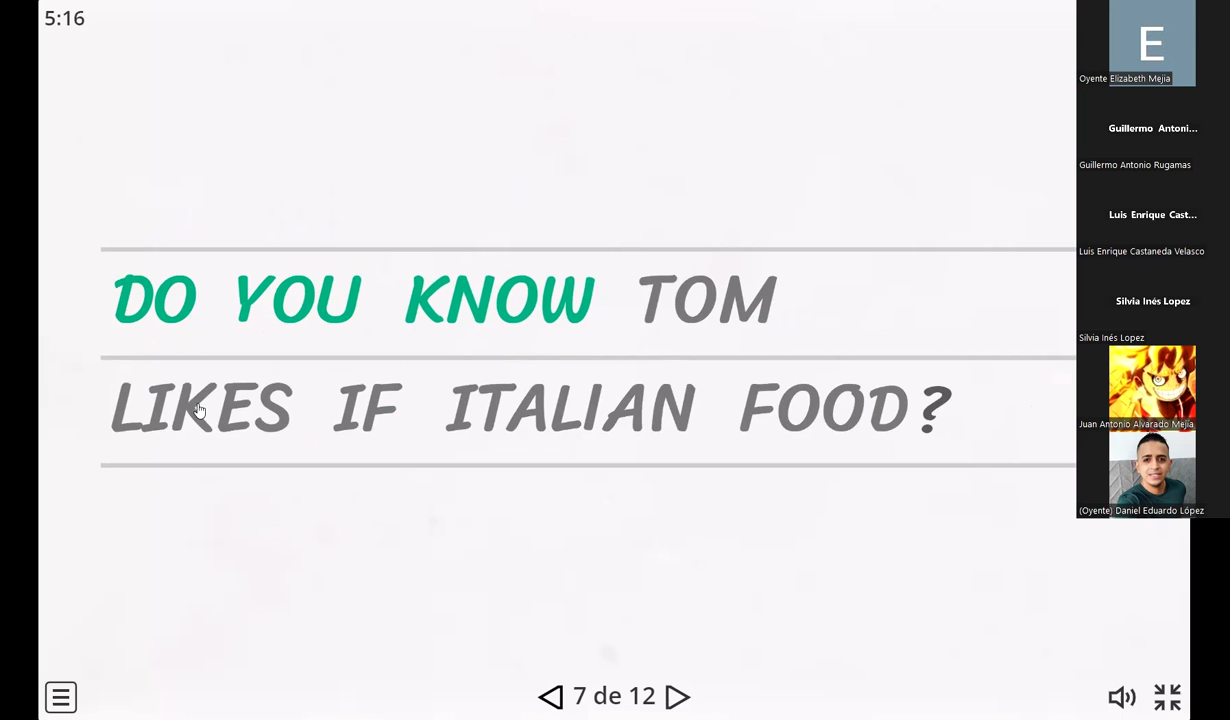 5:16
DO YOU KNOW TOM
LIKES IF ITALIAN FOOD?
7 de 12
E
Oyente Elizabeth Mejia
Guillermo Antoni...
Guillermo Antonio Rugamas
Luis Enrique Cast...
Luis Enrique Castaneda Velasco
Silvia Inés Lopez
Silvia Inés Lopez
Juan Antonio Alvarado Mejia
(Oyente) Daniel Eduardo López